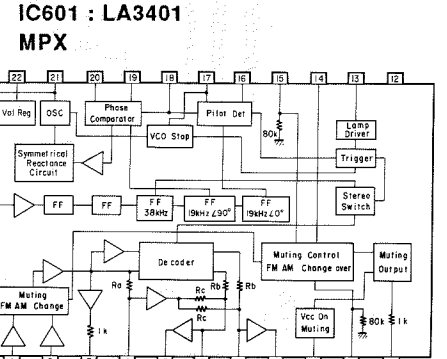 IC601 : LA3401
MPX
22 21 20 19 18 17 16 15 14 13 12
Vol Reg
OSC
Phase
Comparator
Pilot Det
VCO Stop
80k
Lamp
Driver
Trigger
Symmetrical
Reactance
Circuit
Stereo
Switch
FF
FF
FF
38kHz
FF
19kHz∠90°
FF
19kHz∠0°
Decoder
Muting Control
FM AM Change over
Muting
Output
Ra
Rc
Rc
Rb
Rb
Muting
FM AM Change
1k
Vcc On
Muting
80k
1k